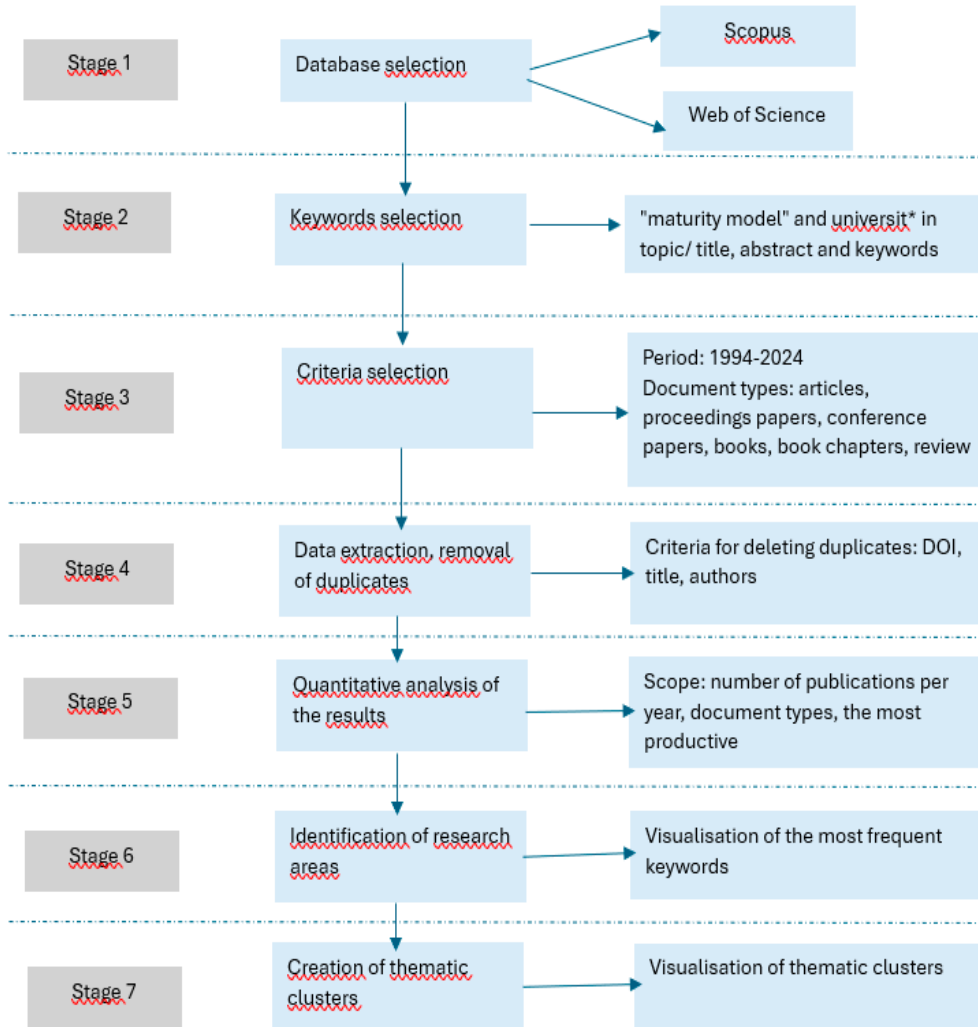 Stage 1
Database selection
Scopus
Web of Science
Stage 2
Keywords selection
"maturity model" and universit* in
topic/ title, abstract and keywords
Stage 3
Criteria selection
Period: 1994-2024
Document types: articles,
proceedings papers, conference
papers, books, book chapters, review
Stage 4
Data extraction, removal
of duplicates
Criteria for deleting duplicates: DOI,
title, authors
Stage 5
Quantitative analysis of
the results
Scope: number of publications per
year, document types, the most
productive
Stage 6
Identification of research
areas
Visualisation of the most frequent
keywords
Stage 7
Creation of thematic
clusters
Visualisation of thematic clusters